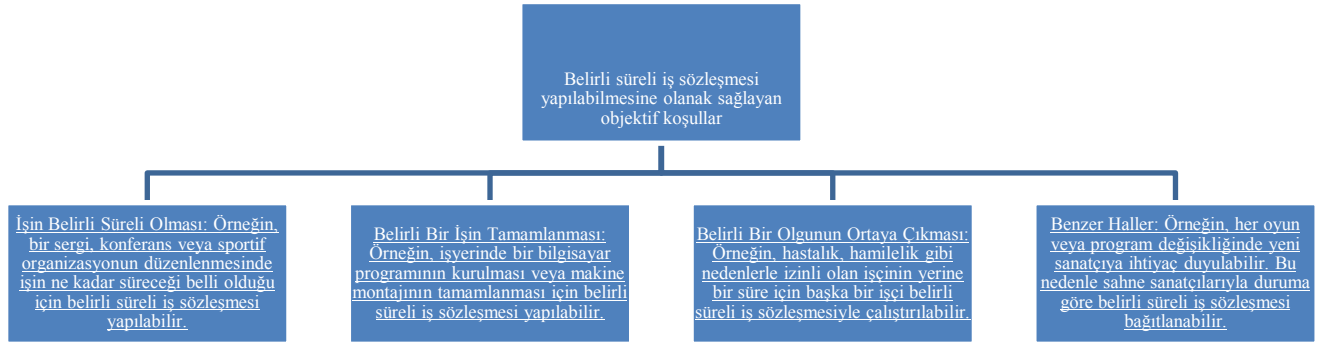 Belirli süreli iş sözleşmesi
yapılabilmesine olanak sağlayan
objektif koşullar
İşin Belirli Süreli Olması: Örneğin,
bir sergi, konferans veya sportif
organizasyonun düzenlenmesinde
işin ne kadar süreceği belli olduğu
için belirli süreli iş sözleşmesi
yapılabilir.
Belirli Bir İşin Tamamlanması:
Örneğin, işyerinde bir bilgisayar
programının kurulması veya makine
montajının tamamlanması için belirli
süreli iş sözleşmesi yapılabilir.
Belirli Bir Olgunun Ortaya Çıkması:
Örneğin, hastalık, hamilelik gibi
nedenlerle izinli olan işçinin yerine
bir süre için başka bir işçi belirli
süreli iş sözleşmesiyle çalıştırılabilir.
Benzer Haller: Örneğin, her oyun
veya program değişikliğinde yeni
sanatçıya ihtiyaç duyulabilir. Bu
nedenle sahne sanatçılarıyla duruma
göre belirli süreli iş sözleşmesi
bağıtlanabilir.